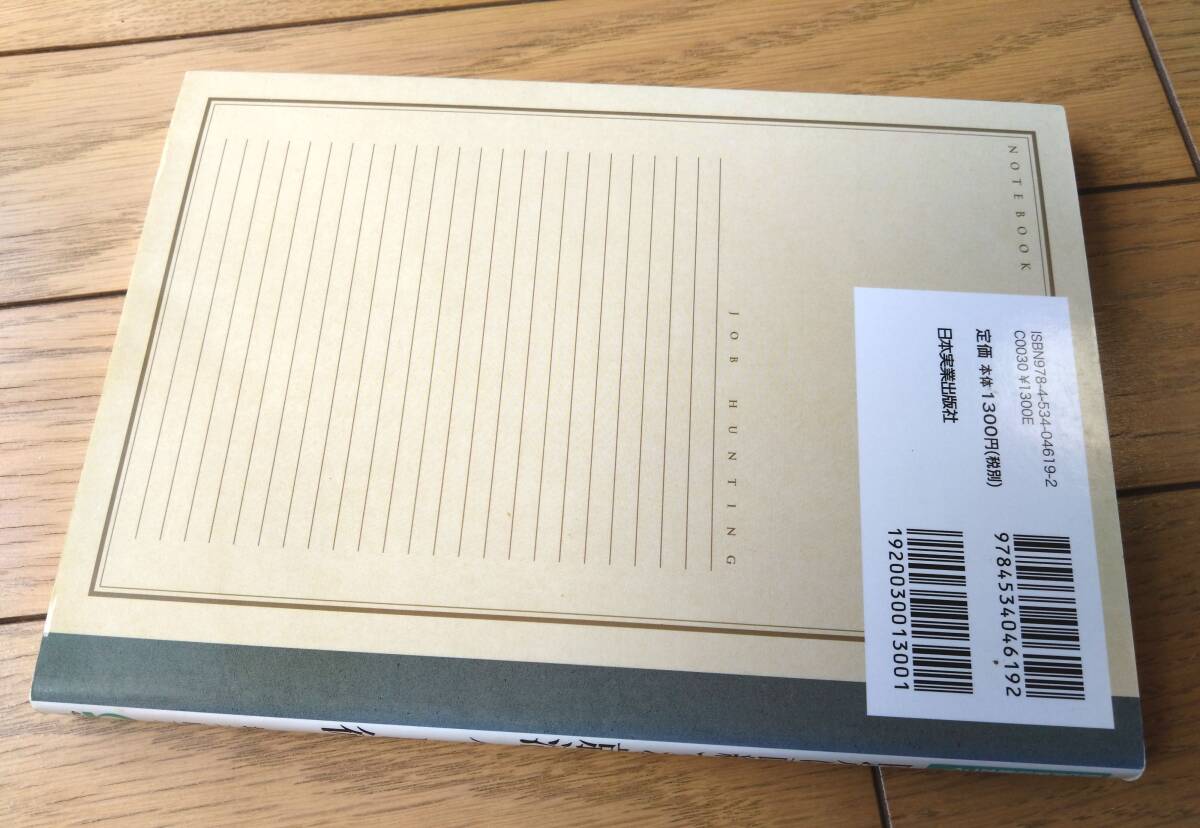 NOTEBOOK
JOB HUNTING
ISBN978-4-534-04619-2
C0030 ¥1300E
定価 本体1300円(税別)
日本実業出版社
9784534046192
1920030013001